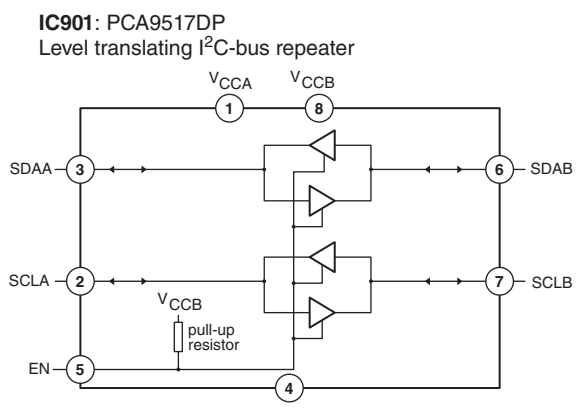 IC901: PCA9517DP
Level translating I²C-bus repeater
VCCA
VCCB
1
8
SDAA
3
6
SDAB
SCLA
2
7
SCLB
VCCB
pull-up
resistor
EN
5
4